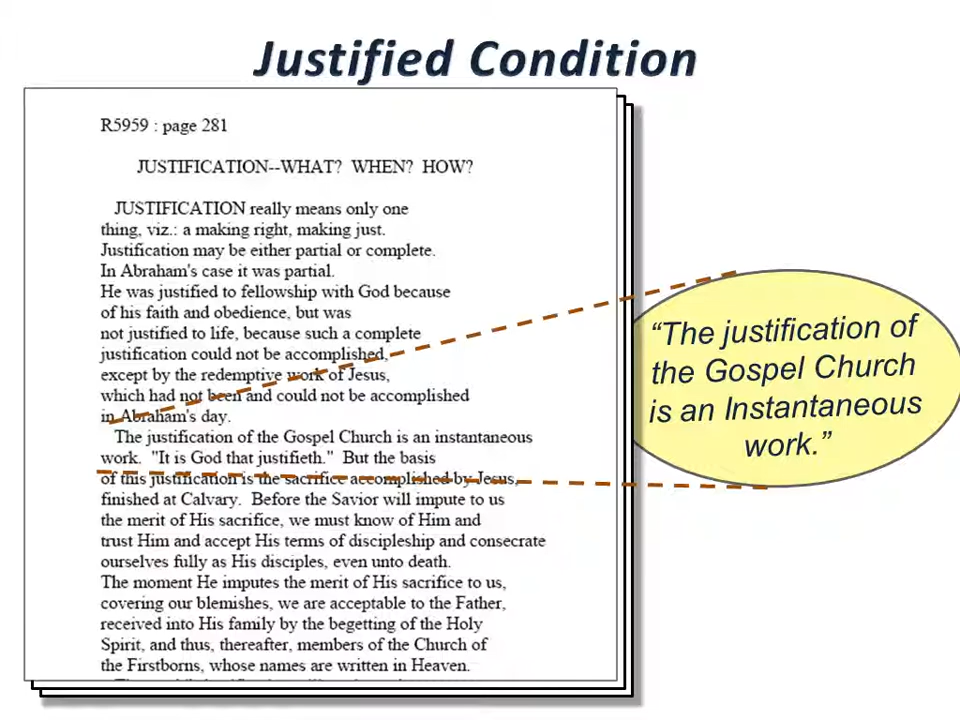 Justified Condition
R5959 : page 281
JUSTIFICATION--WHAT? WHEN? HOW?
JUSTIFICATION really means only one
thing, viz.: a making right, making just.
Justification may be either partial or complete.
In Abraham's case it was partial.
He was justified to fellowship with God because
of his faith and obedience, but was
not justified to life, because such a complete
justification could not be accomplished,
except by the redemptive work of Jesus,
which had not been and could not be accomplished
in Abraham's day.
The justification of the Gospel Church is an instantaneous
work. "It is God that justifieth." But the basis
of this justification is the sacrifice accomplished by Jesus,
finished at Calvary. Before the Savior will impute to us
the merit of His sacrifice, we must know of Him and
trust Him and accept His terms of discipleship and consecrate
ourselves fully as His disciples, even unto death.
The moment He imputes the merit of His sacrifice to us,
covering our blemishes, we are acceptable to the Father,
received into His family by the begetting of the Holy
Spirit, and thus, thereafter, members of the Church of
the Firstborns, whose names are written in Heaven.
“The justification of
the Gospel Church
is an Instantaneous
work.”